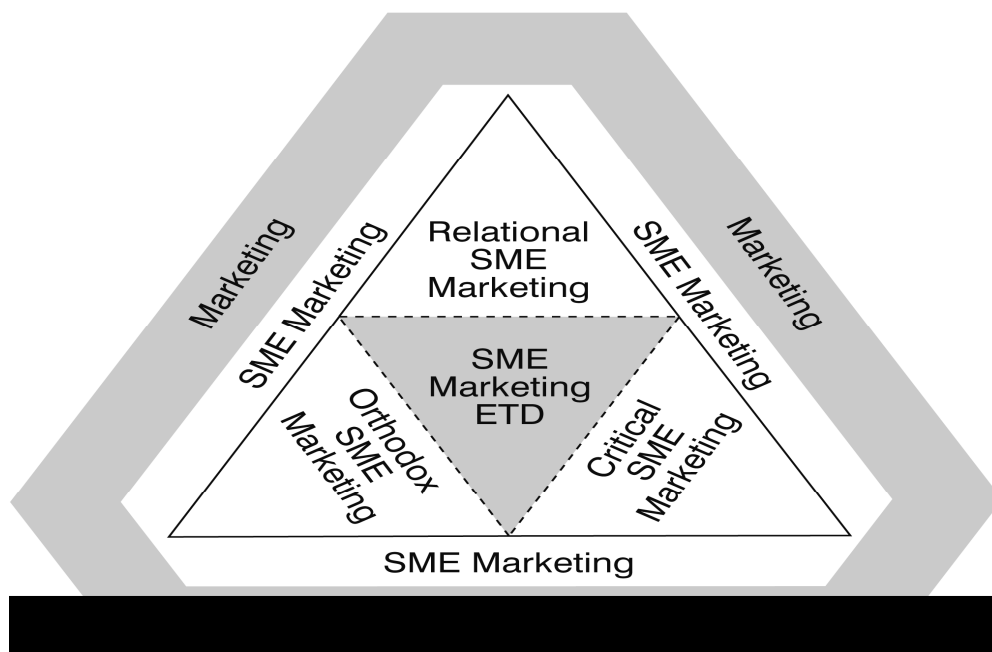 Marketing
SME Marketing
Relational
SME
Marketing
SME Marketing
Marketing
SME
Marketing
ETD
Orthodox
SME
Marketing
Critical
SME
Marketing
SME Marketing